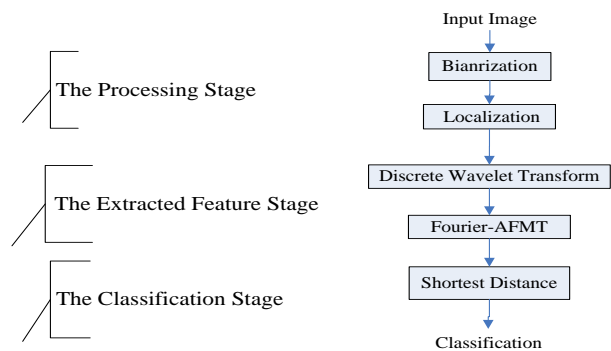 Input Image
Bianrization
The Processing Stage
Localization
Discrete Wavelet Transform
The Extracted Feature Stage
Fourier-AFMT
Shortest Distance
The Classification Stage
Classification